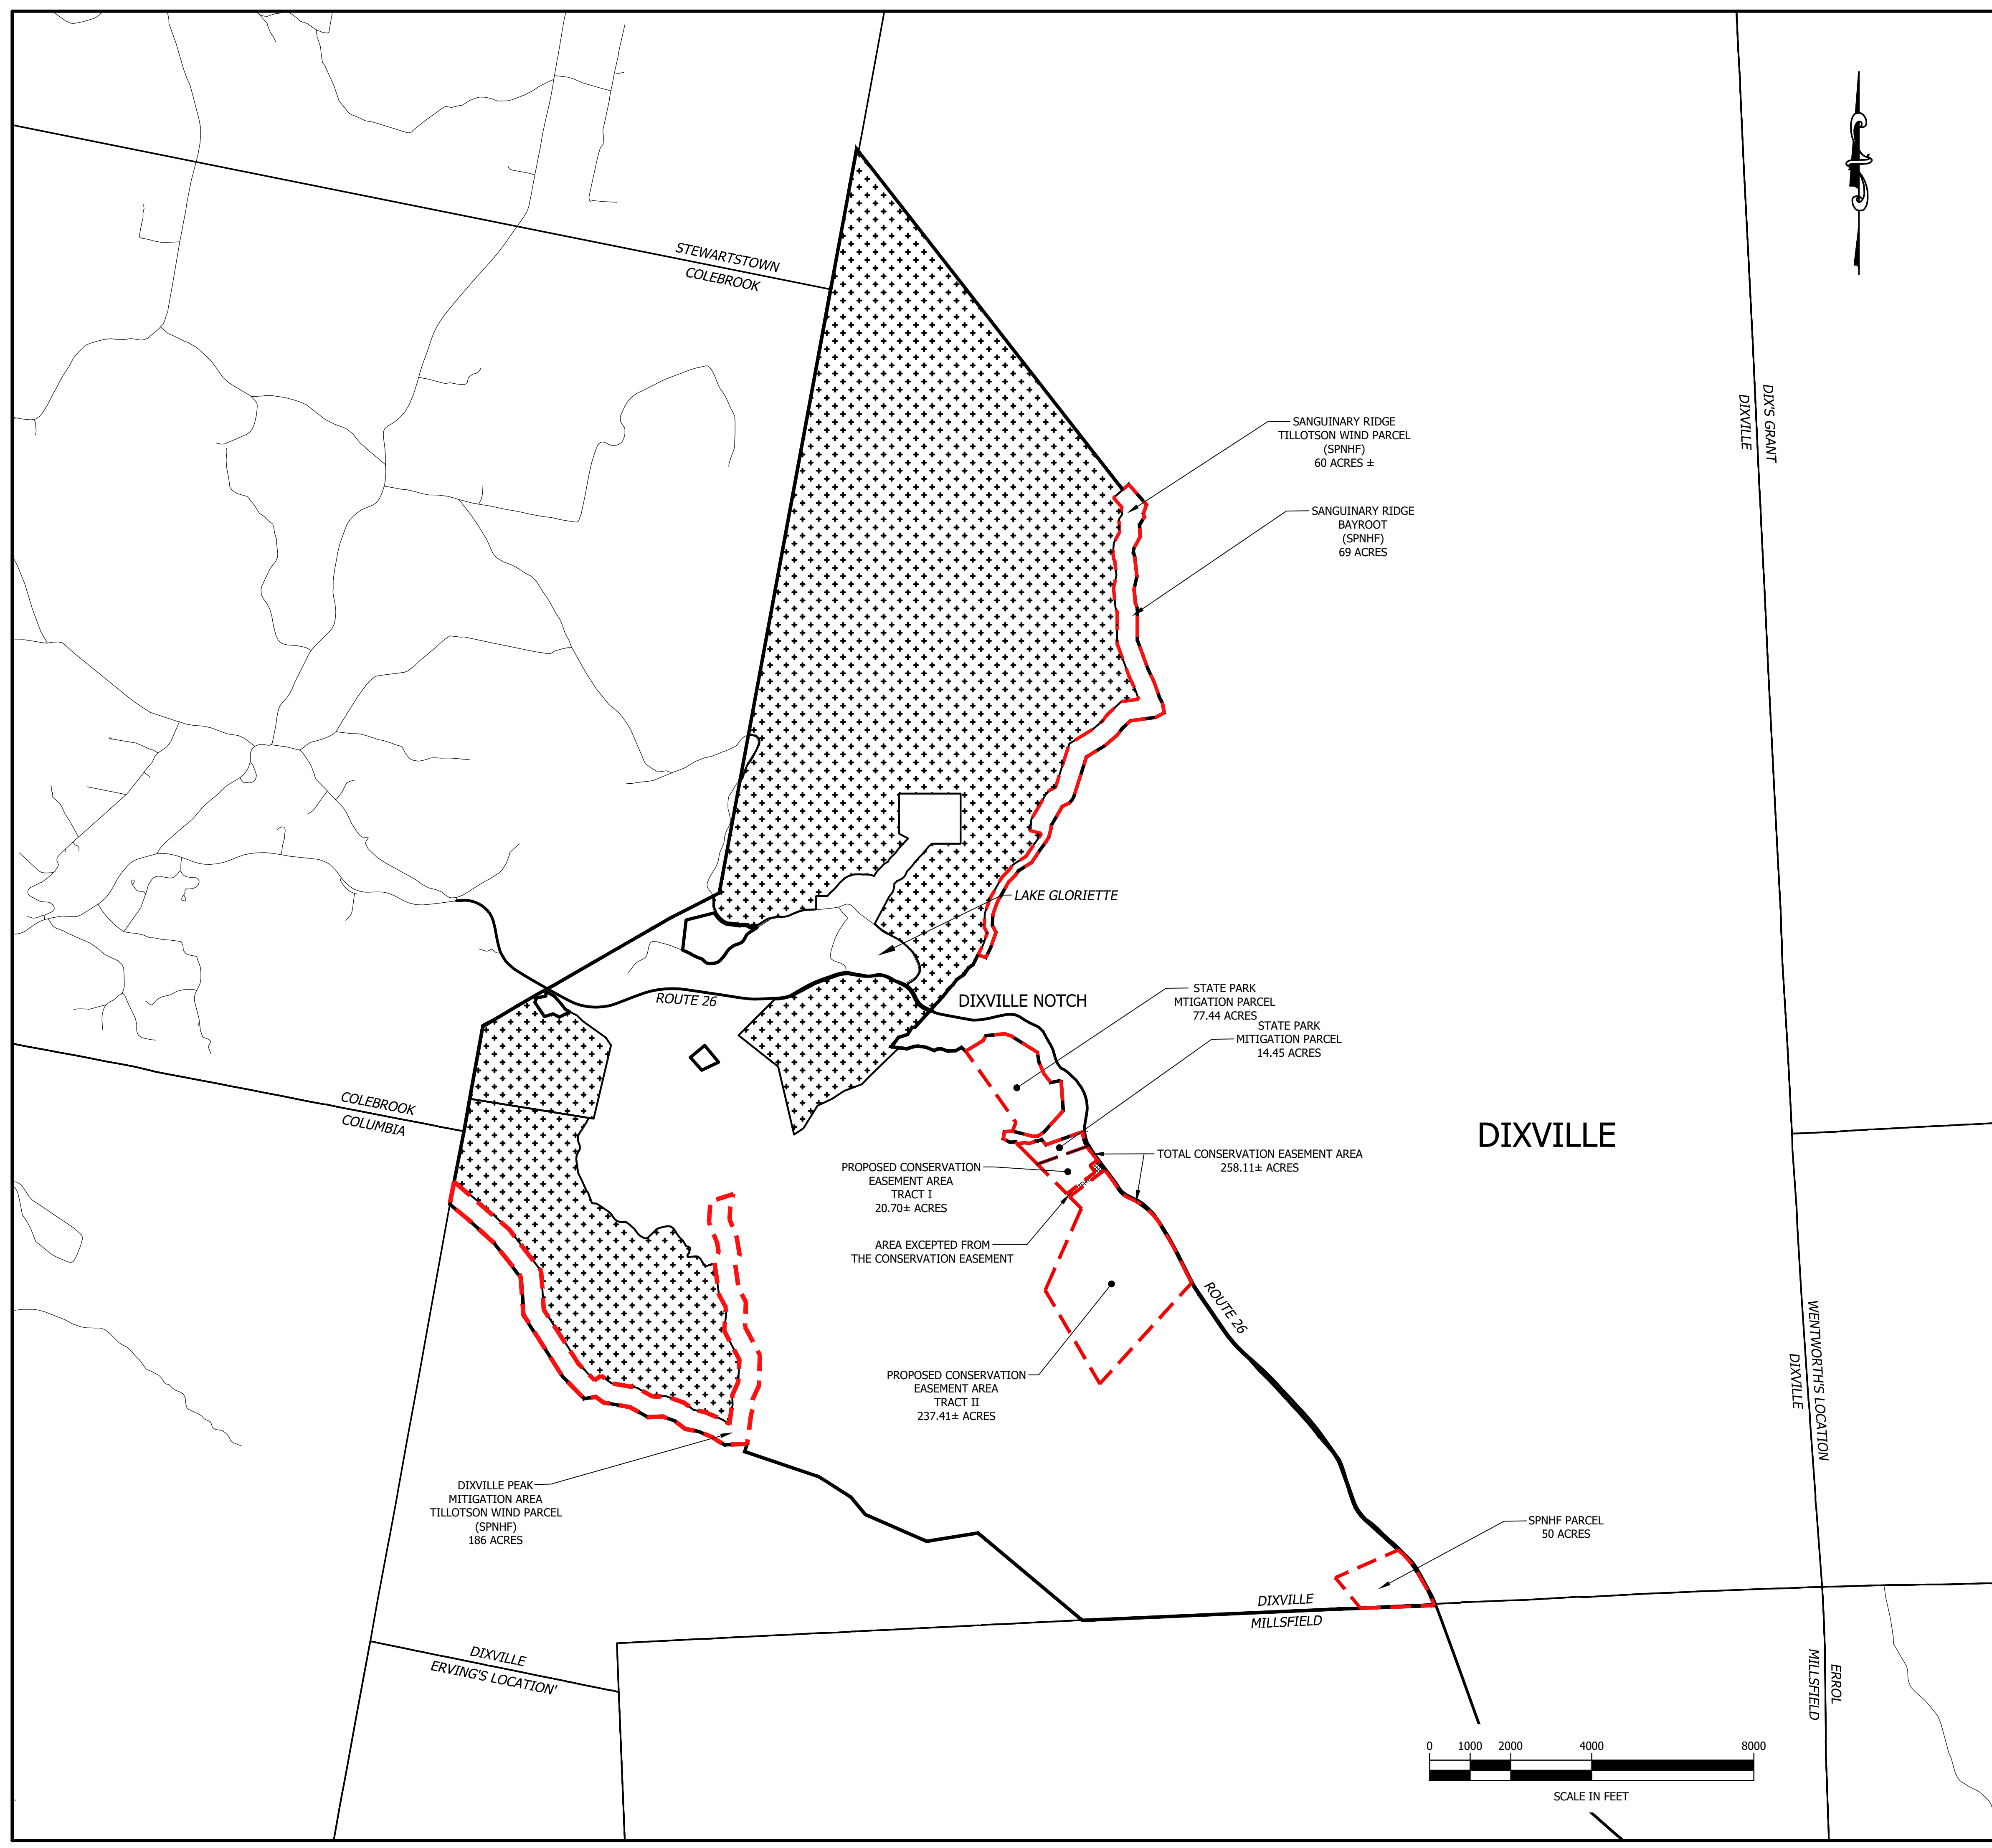 STEWARTSTOWN
COLEBROOK
DIX'S GRANT
DIXVILLE
SANGUINARY RIDGE
TILLOTSON WIND PARCEL
(SPNHF)
60 ACRES ±
SANGUINARY RIDGE
BAYROOT
(SPNHF)
69 ACRES
LAKE GLORIETTE
ROUTE 26
DIXVILLE NOTCH
STATE PARK
MTIGATION PARCEL
77.44 ACRES
STATE PARK
MITIGATION PARCEL
14.45 ACRES
COLEBROOK
COLUMBIA
DIXVILLE
TOTAL CONSERVATION EASEMENT AREA
258.11± ACRES
PROPOSED CONSERVATION
EASEMENT AREA
TRACT I
20.70± ACRES
AREA EXCEPTED FROM
THE CONSERVATION EASEMENT
ROUTE 26
WENTWORTH'S LOCATION
DIXVILLE
PROPOSED CONSERVATION
EASEMENT AREA
TRACT II
237.41± ACRES
DIXVILLE PEAK
MITIGATION AREA
TILLOTSON WIND PARCEL
(SPNHF)
186 ACRES
SPNHF PARCEL
50 ACRES
DIXVILLE
MILLSFIELD
DIXVILLE
ERVING'S LOCATION'
ERROL
MILLSFIELD
0 1000 2000 4000 8000
SCALE IN FEET